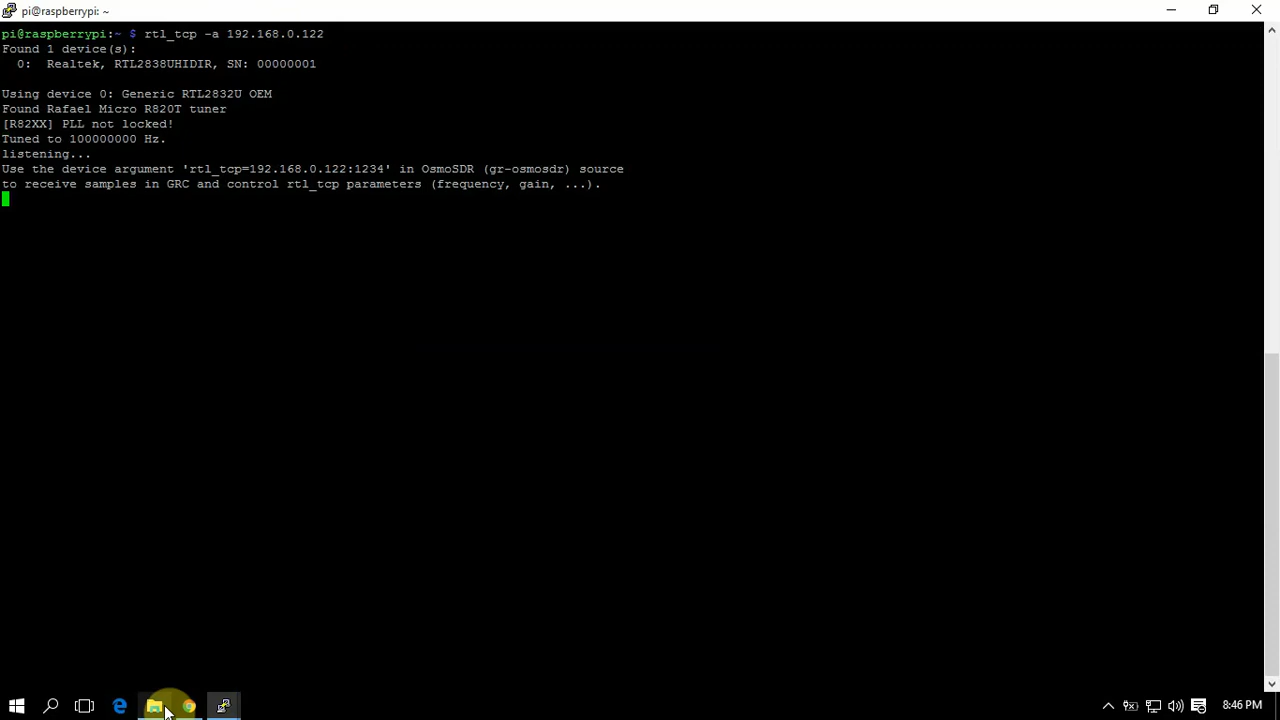 pi@raspberrypi: ~
pi@raspberrypi:~ $ rtl_tcp -a 192.168.0.122
Found 1 device(s):
  0:  Realtek, RTL2838UHIDIR, SN: 00000001

Using device 0: Generic RTL2832U OEM
Found Rafael Micro R820T tuner
[R82XX] PLL not locked!
Tuned to 100000000 Hz.
listening...
Use the device argument 'rtl_tcp=192.168.0.122:1234' in OsmoSDR (gr-osmosdr) source
to receive samples in GRC and control rtl_tcp parameters (frequency, gain, ...).
8:46 PM